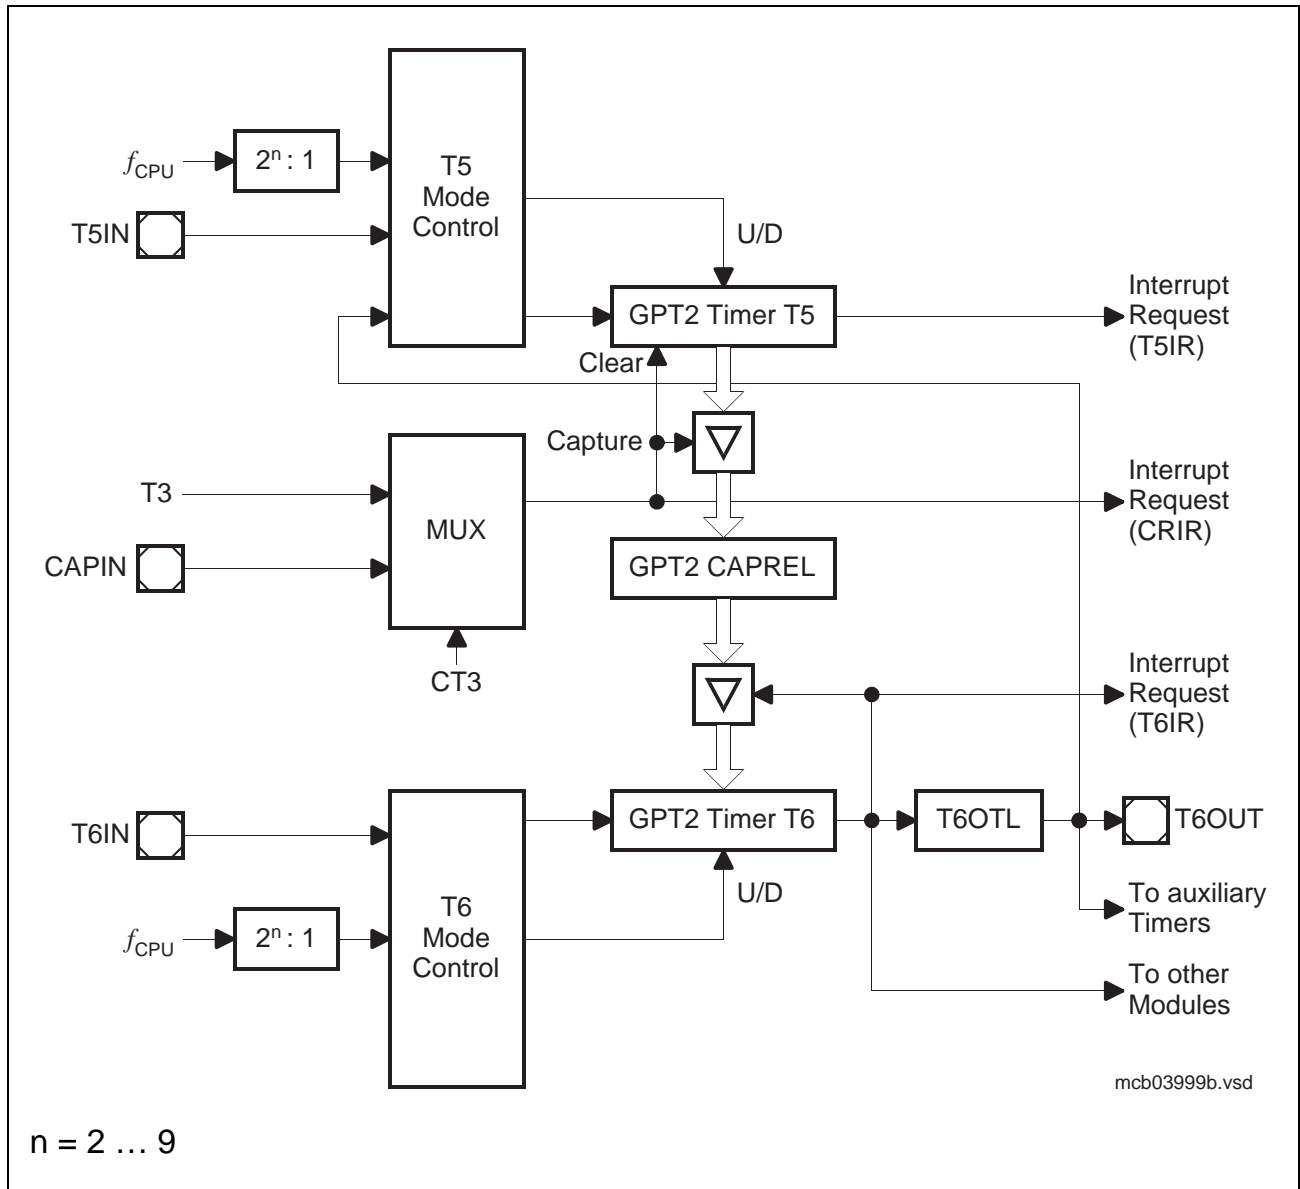 f CPU
2ⁿ : 1
T5IN
T5
Mode
Control
U/D
GPT2 Timer T5
Interrupt
Request
(T5IR)
Clear
Capture
T3
CAPIN
MUX
CT3
Interrupt
Request
(CRIR)
GPT2 CAPREL
Interrupt
Request
(T6IR)
T6IN
f CPU
2ⁿ : 1
T6
Mode
Control
GPT2 Timer T6
U/D
T6OTL
T6OUT
To auxiliary
Timers
To other
Modules
mcb03999b.vsd
n = 2 … 9